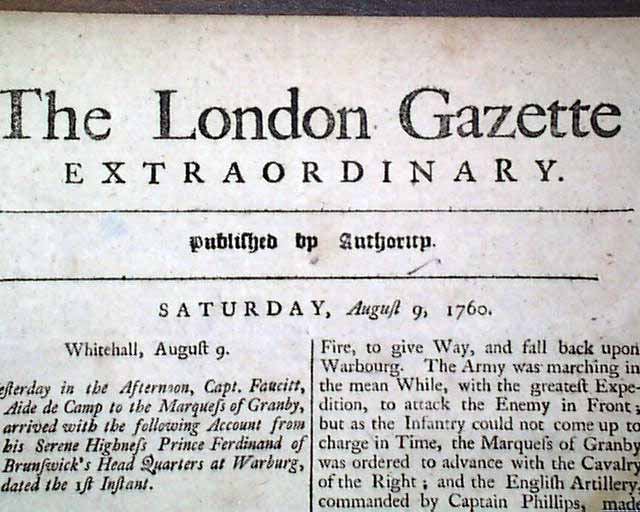 The London Gazette
EXTRAORDINARY.
Publiſhed by Authority.
SATURDAY, Auguſt 9, 1760.
Whitehall, Auguſt 9.
eſterday in the Afternoon, Capt. Faucitt,
Aide de Camp to the Marqueſs of Granby,
arrived with the following Account from
his Serene Highneſs Prince Ferdinand of
Brunſwick's Head Quarters at Warburg,
dated the 1ſt Inſtant.
Fire, to give Way, and fall back upon
Warbourg. The Army was marching in
the mean While, with the greateſt Expe-
dition, to attack the Enemy in Front;
but as the Infantry could not come up to
charge in Time, the Marqueſs of Granby
was ordered to advance with the Cavalry
of the Right; and the Engliſh Artillery,
commanded by Captain Phillips, made